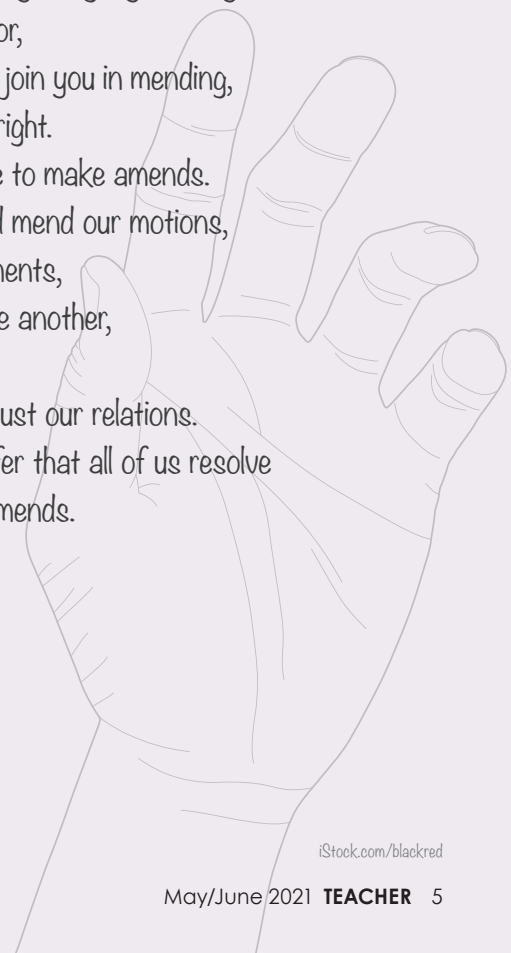 or,
join you in mending,
right.
to make amends.
mend our motions,
ents,
e another,
ust our relations.
fer that all of us resolve
mends.
iStock.com/blackred
May/June 2021 TEACHER 5